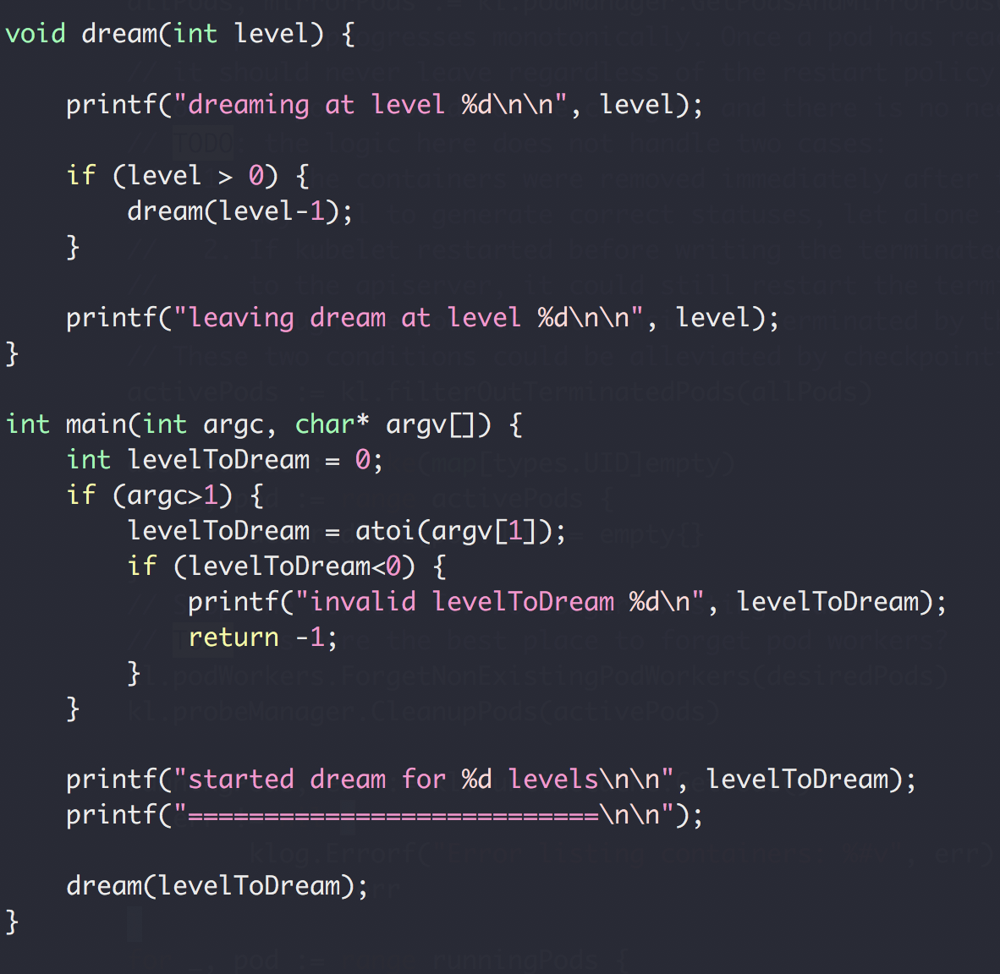 void dream(int level) {
printf("dreaming at level %d\n\n", level);
if (level > 0) {
dream(level-1);
}
printf("leaving dream at level %d\n\n", level);
}
int main(int argc, char* argv[]) {
int levelToDream = 0;
if (argc>1) {
levelToDream = atoi(argv[1]);
if (levelToDream<0) {
printf("invalid levelToDream %d\n", levelToDream);
return -1;
}
}
printf("started dream for %d levels\n\n", levelToDream);
printf("===========================\n\n");
dream(levelToDream);
}